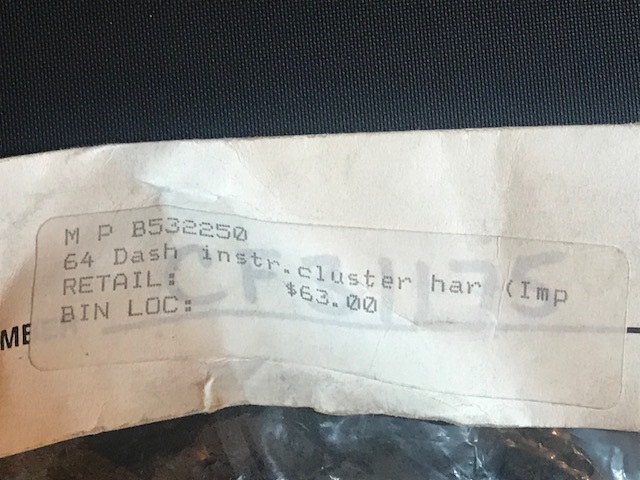 M P B532250
64 Dash instr.cluster har (Imp
RETAIL: $63.00
BIN LOC:
ME